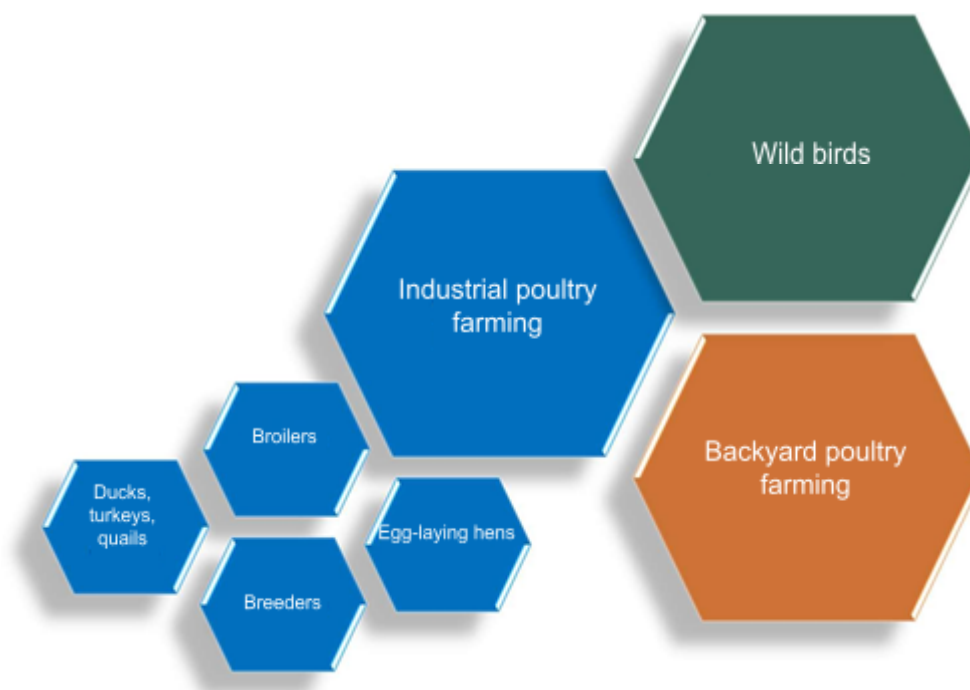 Wild birds
Industrial poultry
farming
Backyard poultry
farming
Broilers
Ducks,
turkeys,
quails
Egg-laying hens
Breeders